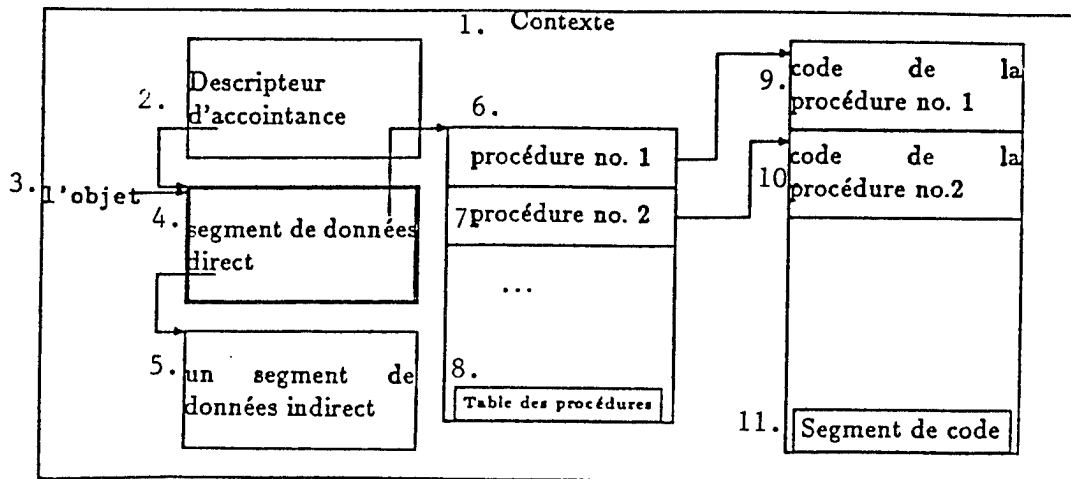 1. Contexte
2. Descripteur
d'accointance
3. l'objet
4. segment de données
direct
5. un segment de
données indirect
6.
procédure no. 1
7 procédure no. 2
...
8.
Table des procédures
9. code de la
procédure no. 1
10 code de la
procédure no.2
11. Segment de code